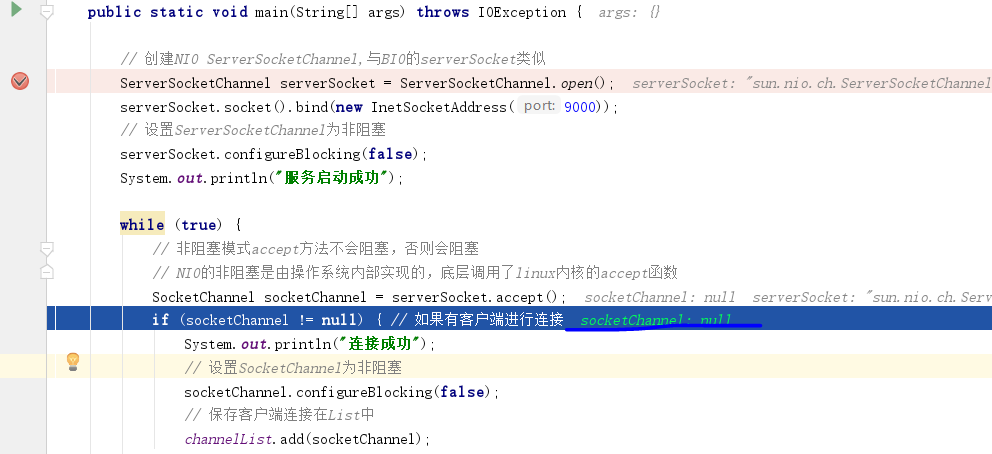 public static void main(String[] args) throws IOException {  args: {}
// 创建NIO ServerSocketChannel,与BIO的serverSocket类似
ServerSocketChannel serverSocket = ServerSocketChannel.open();  serverSocket: "sun.nio.ch.ServerSocketChannel
serverSocket.socket().bind(new InetSocketAddress( port: 9000));
// 设置ServerSocketChannel为非阻塞
serverSocket.configureBlocking(false);
System.out.println("服务启动成功");
while (true) {
// 非阻塞模式accept方法不会阻塞，否则会阻塞
// NIO的非阻塞是由操作系统内部实现的，底层调用了linux内核的accept函数
SocketChannel socketChannel = serverSocket.accept();  socketChannel: null  serverSocket: "sun.nio.ch.Serv
if (socketChannel != null) { // 如果有客户端进行连接  socketChannel: null
System.out.println("连接成功");
// 设置SocketChannel为非阻塞
socketChannel.configureBlocking(false);
// 保存客户端连接在List中
channelList.add(socketChannel);